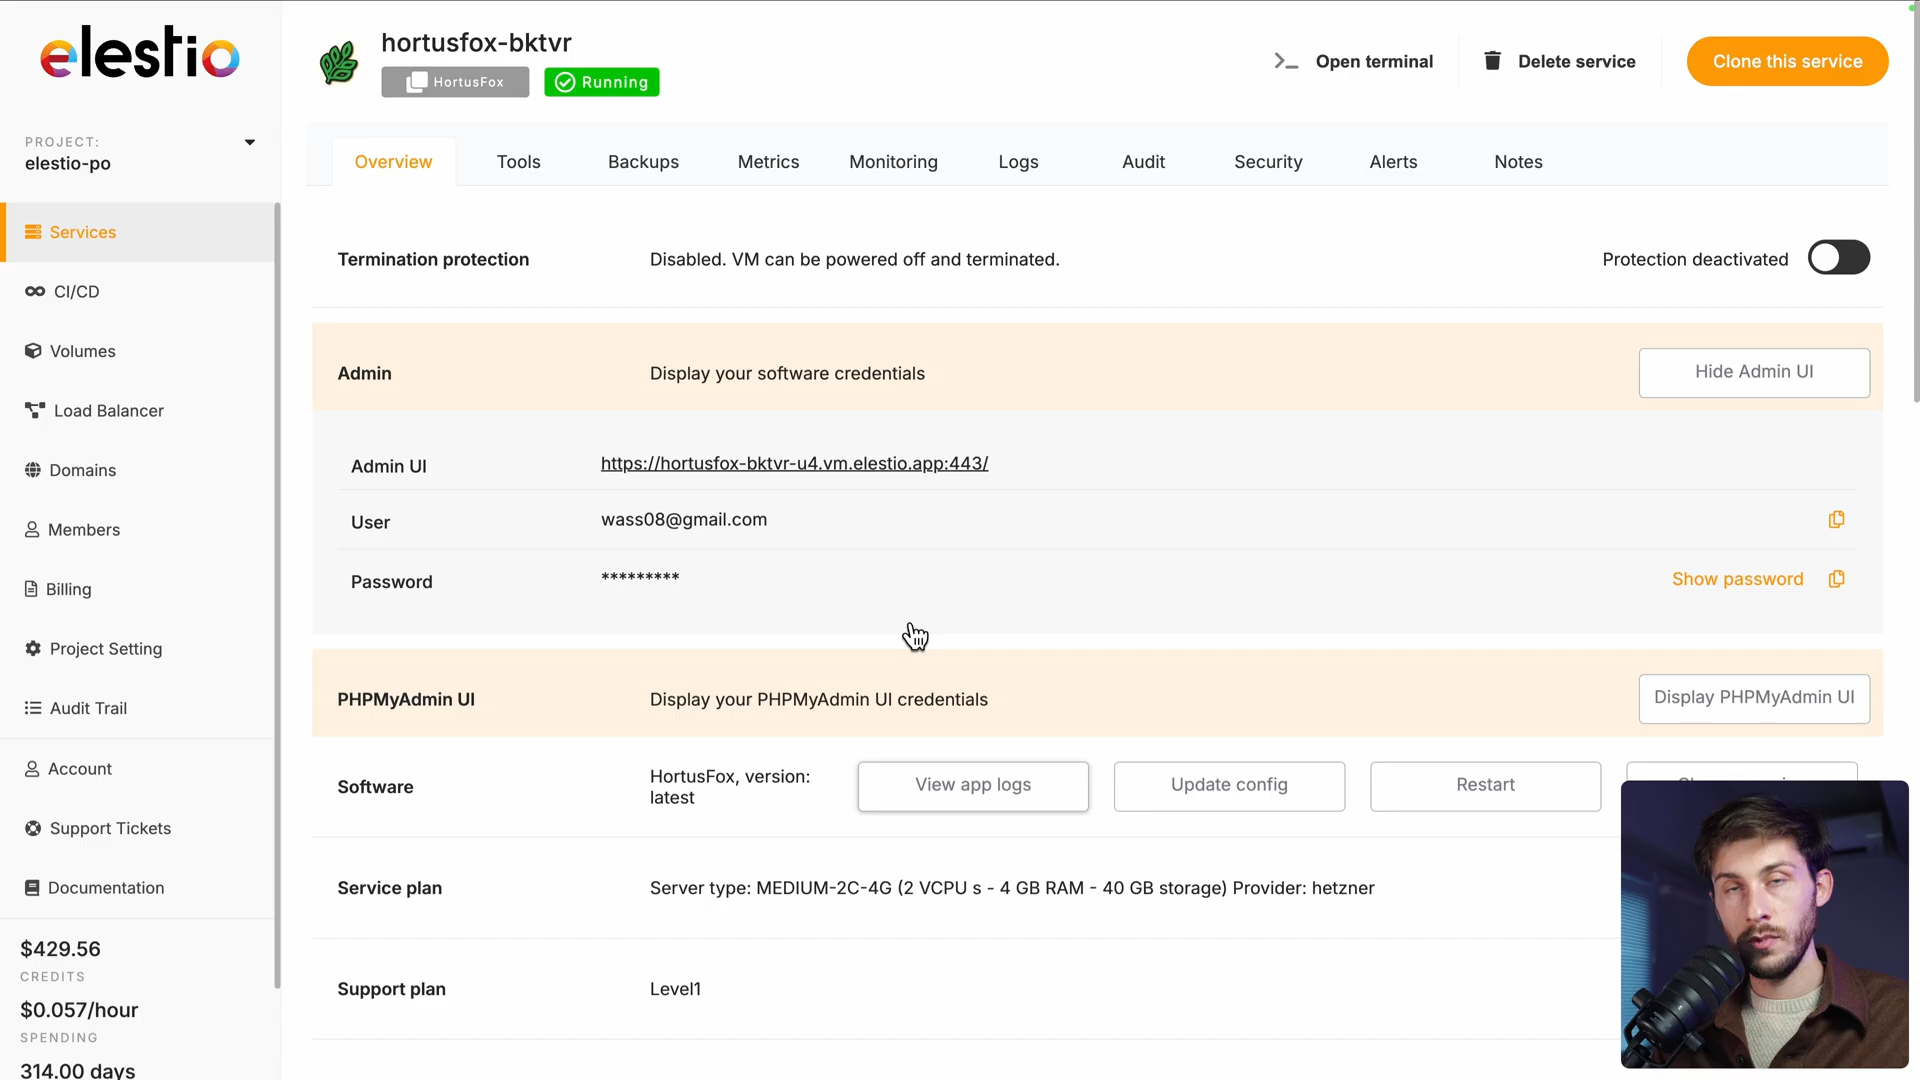 elestio
PROJECT:
elestio-po
Services
CI/CD
Volumes
Load Balancer
Domains
Members
Billing
Project Setting
Audit Trail
Account
Support Tickets
Documentation
$429.56
CREDITS
$0.057/hour
SPENDING
314.00 days
hortusfox-bktvr
HortusFox
Running
Open terminal
Delete service
Clone this service
Overview
Tools
Backups
Metrics
Monitoring
Logs
Audit
Security
Alerts
Notes
Termination protection
Disabled. VM can be powered off and terminated.
Protection deactivated
Admin
Display your software credentials
Hide Admin UI
Admin UI
https://hortusfox-bktvr-u4.vm.elestio.app:443/
User
wass08@gmail.com
Password
*********
Show password
PHPMyAdmin UI
Display your PHPMyAdmin UI credentials
Display PHPMyAdmin UI
Software
HortusFox, version:
latest
View app logs
Update config
Restart
Service plan
Server type: MEDIUM-2C-4G (2 VCPU s - 4 GB RAM - 40 GB storage) Provider: hetzner
Support plan
Level1